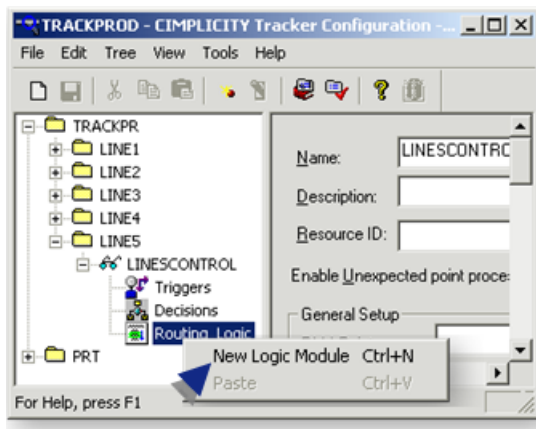 TRACKPROD - CIMPLICITY Tracker Configuration -...
File Edit Tree View Tools Help
TRACKPR
LINE1
LINE2
LINE3
LINE4
LINE5
LINESCONTROL
Triggers
Decisions
Routing Logic
PRT
Name: LINESCONTRO
Description:
Resource ID:
Enable Unexpected point proce
General Setup
New Logic Module Ctrl+N
Paste Ctrl+V
For Help, press F1